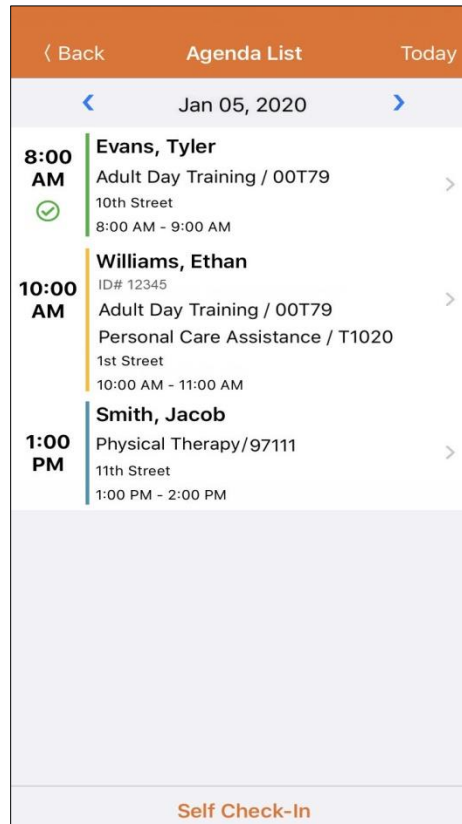 Back Agenda List Today
Jan 05, 2020
8:00 AM
Evans, Tyler
Adult Day Training / 00T79
10th Street
8:00 AM - 9:00 AM
10:00 AM
Williams, Ethan
ID# 12345
Adult Day Training / 00T79
Personal Care Assistance / T1020
1st Street
10:00 AM - 11:00 AM
1:00 PM
Smith, Jacob
Physical Therapy/97111
11th Street
1:00 PM - 2:00 PM
Self Check-In